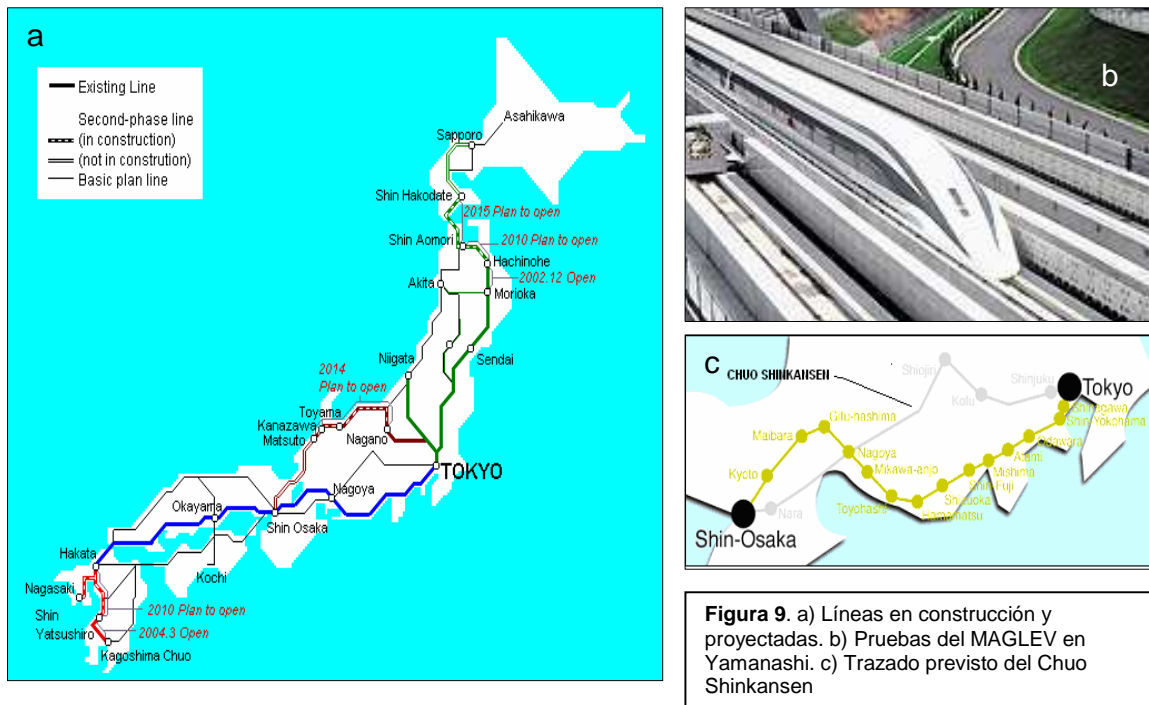 a
Existing Line
Second-phase line
(in construction)
(not in constrution)
Basic plan line
Asahikawa
Sapporo
Shin Hakodate
2015 Plan to open
Shin Aomori
2010 Plan to open
Hachinohe
2002.12 Open
Akita
Morioka
Niigata
Sendai
2014
Plan to open
Toyama
Kanazawa
Matsuto
Nagano
TOKYO
Nagoya
Okayama
Shin Osaka
Hakata
Kochi
Nagasaki
2010 Plan to open
Shin
Yatsushiro
2004.3 Open
Kagoshima Chuo
b
c
CHUO SHINKANSEN
Shiojiri
Kofu
Shinjuku
Tokyo
Shinagawa
Shin-Yokohama
Gifu-hashima
Maibara
Odawara
Nagoya
Atami
Kyoto
Mikawa-anjo
Mishima
Shin-Fuji
Shizuoka
Toyohashi
Hamamatsu
Nara
Shin-Osaka
Figura 9. a) Líneas en construcción y
proyectadas. b) Pruebas del MAGLEV en
Yamanashi. c) Trazado previsto del Chuo
Shinkansen